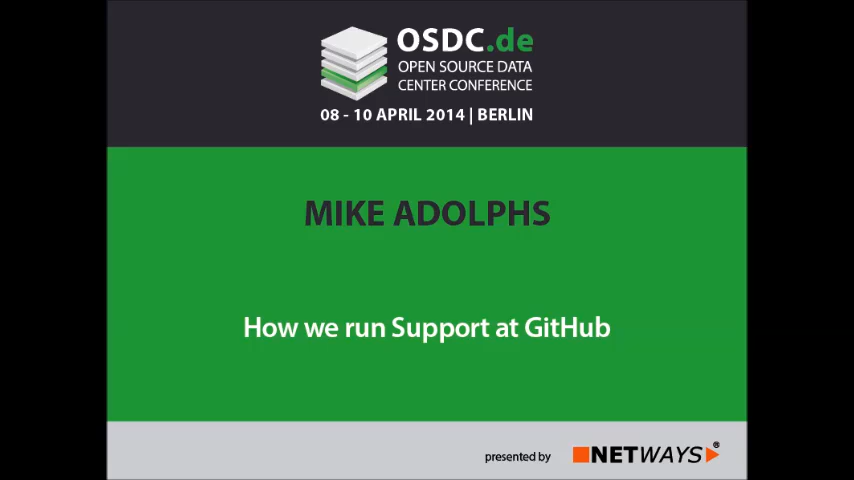 OSDC.de
OPEN SOURCE DATA
CENTER CONFERENCE
08 - 10 APRIL 2014 | BERLIN
MIKE ADOLPHS
How we run Support at GitHub
presented by NETWAYS®